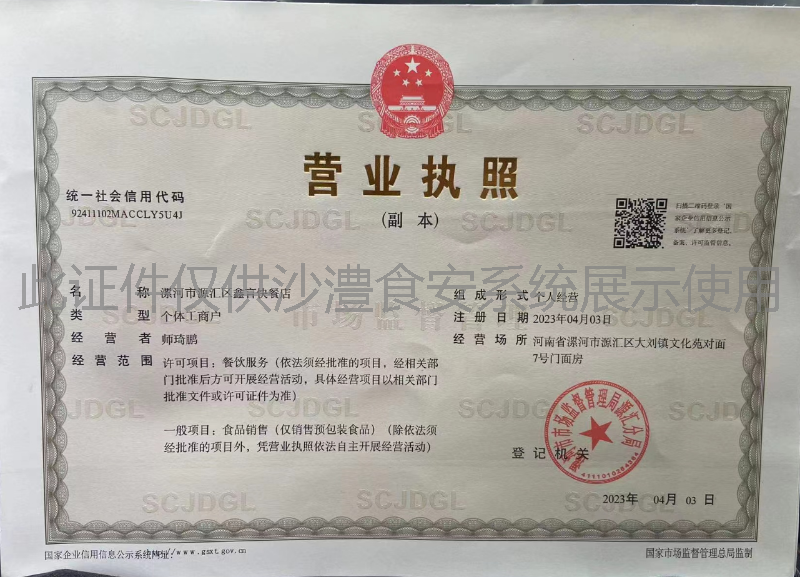 营业执照
(副 本)
统一社会信用代码
92411102MACCLY5U4J
扫描二维码登录‘国
家企业信用信息公示
系统’了解更多登记、
备案、许可监管信息。
此证件仅供沙澧食安系统展示使用
名 称 漯河市源汇区鑫言快餐店
类 型 个体工商户
经 营 者 师琦鹏
经 营 范 围 许可项目：餐饮服务（依法须经批准的项目，经相关部
门批准后方可开展经营活动，具体经营项目以相关部门
批准文件或许可证件为准）
一般项目：食品销售（仅销售预包装食品）（除依法须
经批准的项目外，凭营业执照依法自主开展经营活动）
组 成 形 式 个人经营
注 册 日 期 2023年04月03日
经 营 场 所 河南省漯河市源汇区大刘镇文化苑对面
7号门面房
登 记 机 关
2023年 04月 03 日
国家企业信用信息公示系统网址：http://www.gsxt.gov.cn
国家市场监督管理总局监制
SCJDGL
市场监督管理